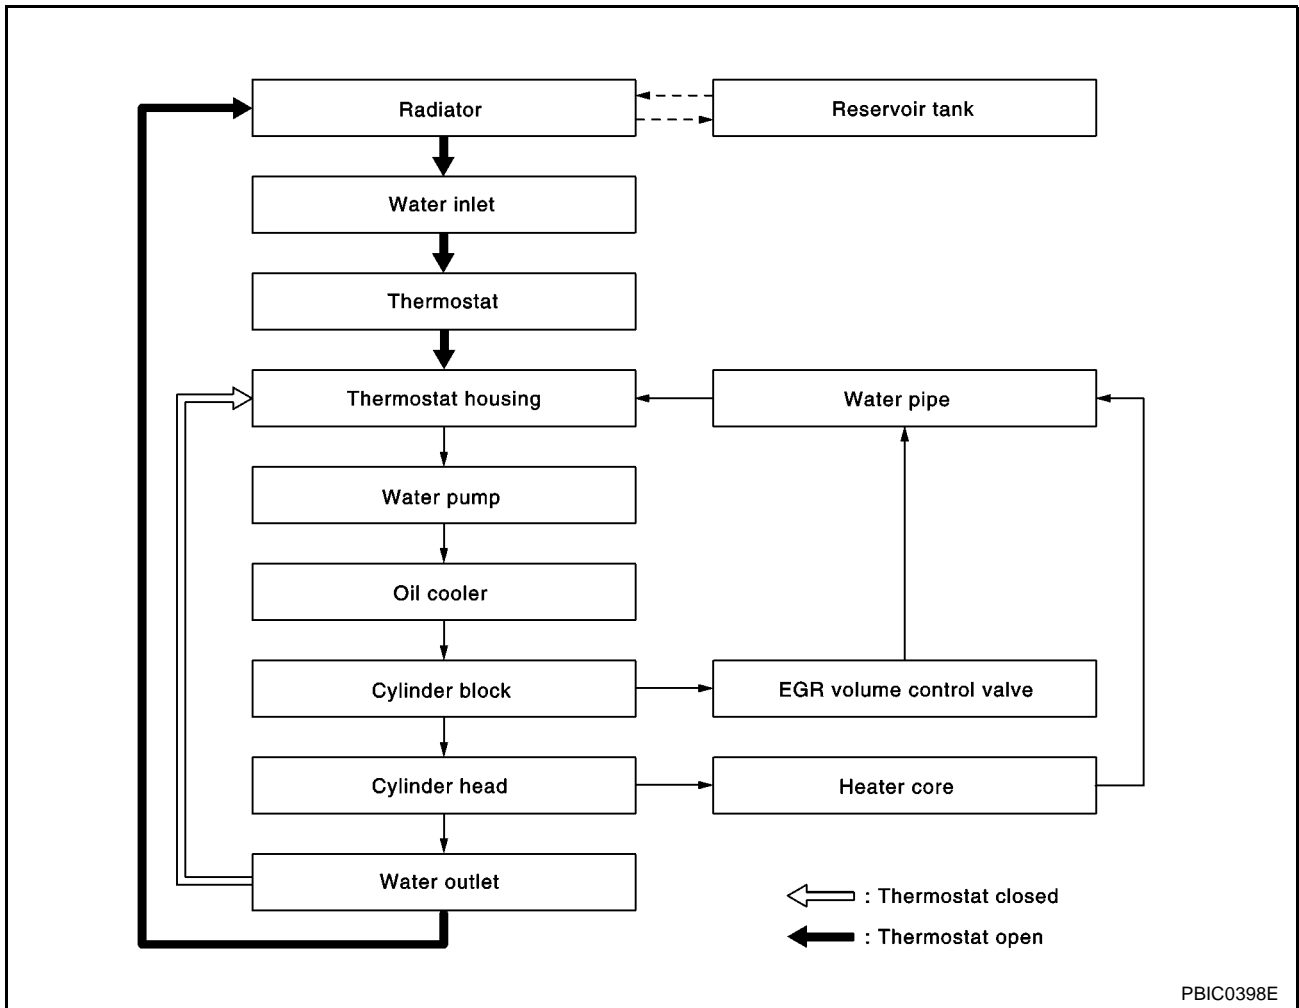 Radiator
Reservoir tank
Water inlet
Thermostat
Thermostat housing
Water pipe
Water pump
Oil cooler
Cylinder block
EGR volume control valve
Cylinder head
Heater core
Water outlet
: Thermostat closed
: Thermostat open
PBIC0398E